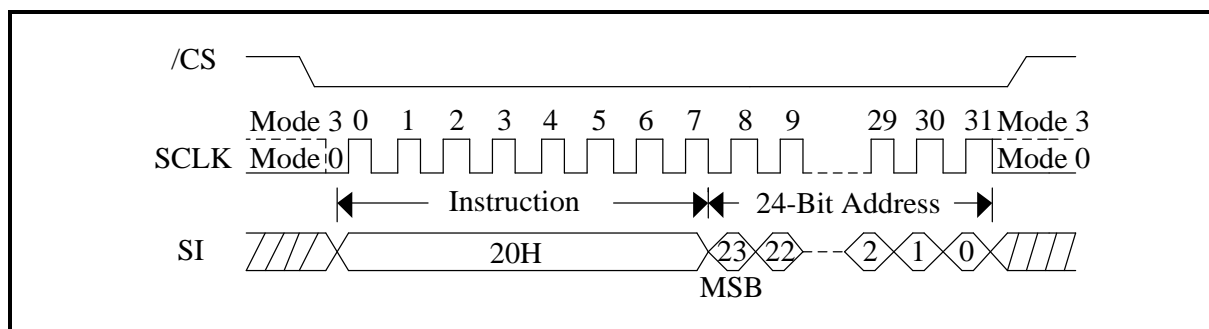 /CS
Mode 3 0 1 2 3 4 5 6 7 8 9 29 30 31 Mode 3
SCLK Mode 0 Mode 0
Instruction 24-Bit Address
SI 20H 23 22 2 1 0
MSB